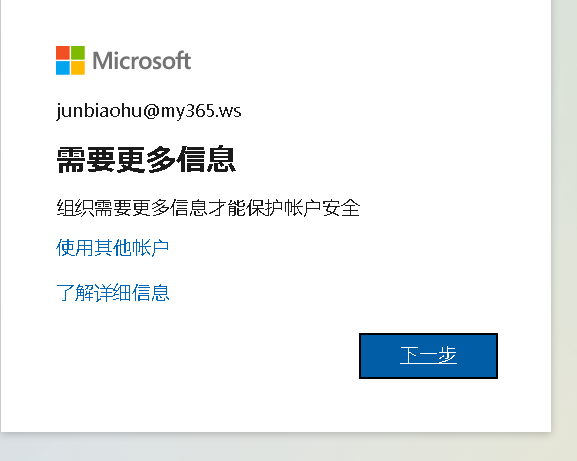 Microsoft
junbiaohu@my365.ws
需要更多信息
组织需要更多信息才能保护帐户安全
使用其他帐户
了解详细信息
下一步